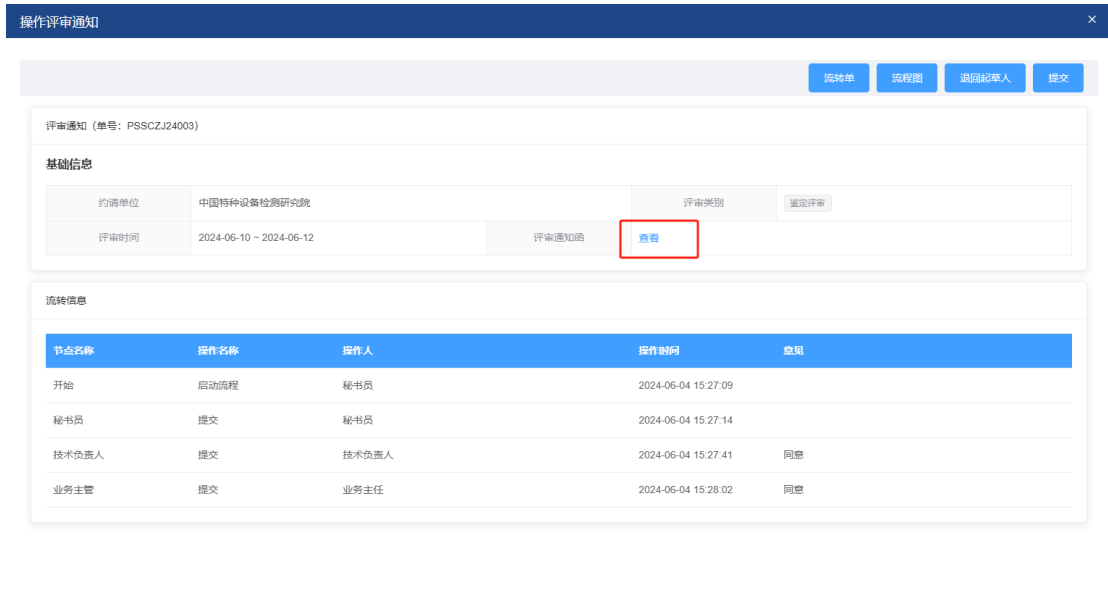 操作评审通知 ×
流转单 流程图 退回起草人 提交
评审通知（单号：PSSCZJ24003）
基础信息
约请单位 中国特种设备检测研究院 评审类别 鉴定评审
评审时间 2024-06-10 ~ 2024-06-12 评审通知函 查看
流转信息
节点名称 操作名称 操作人 操作时间 意见
开始 启动流程 秘书员 2024-06-04 15:27:09
秘书员 提交 秘书员 2024-06-04 15:27:14
技术负责人 提交 技术负责人 2024-06-04 15:27:41 同意
业务主管 提交 业务主任 2024-06-04 15:28:02 同意